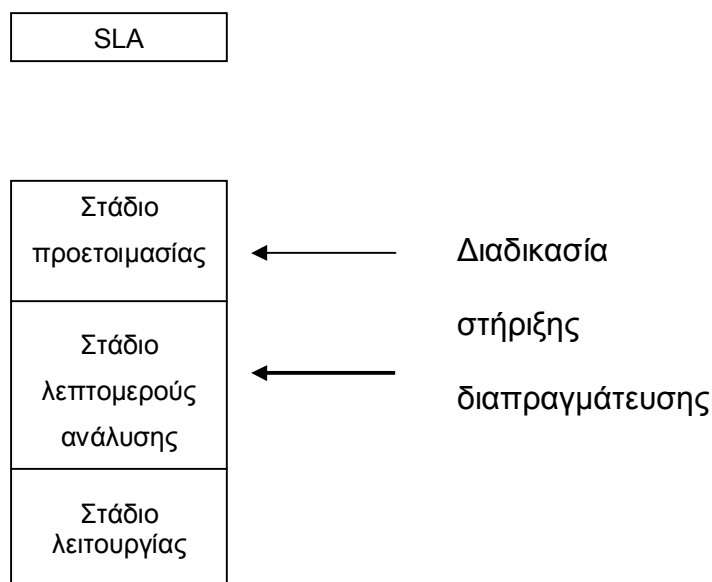 SLA
Στάδιο
προετοιμασίας
Διαδικασία
στήριξης
διαπραγμάτευσης
Στάδιο
λεπτομερούς
ανάλυσης
Στάδιο
λειτουργίας